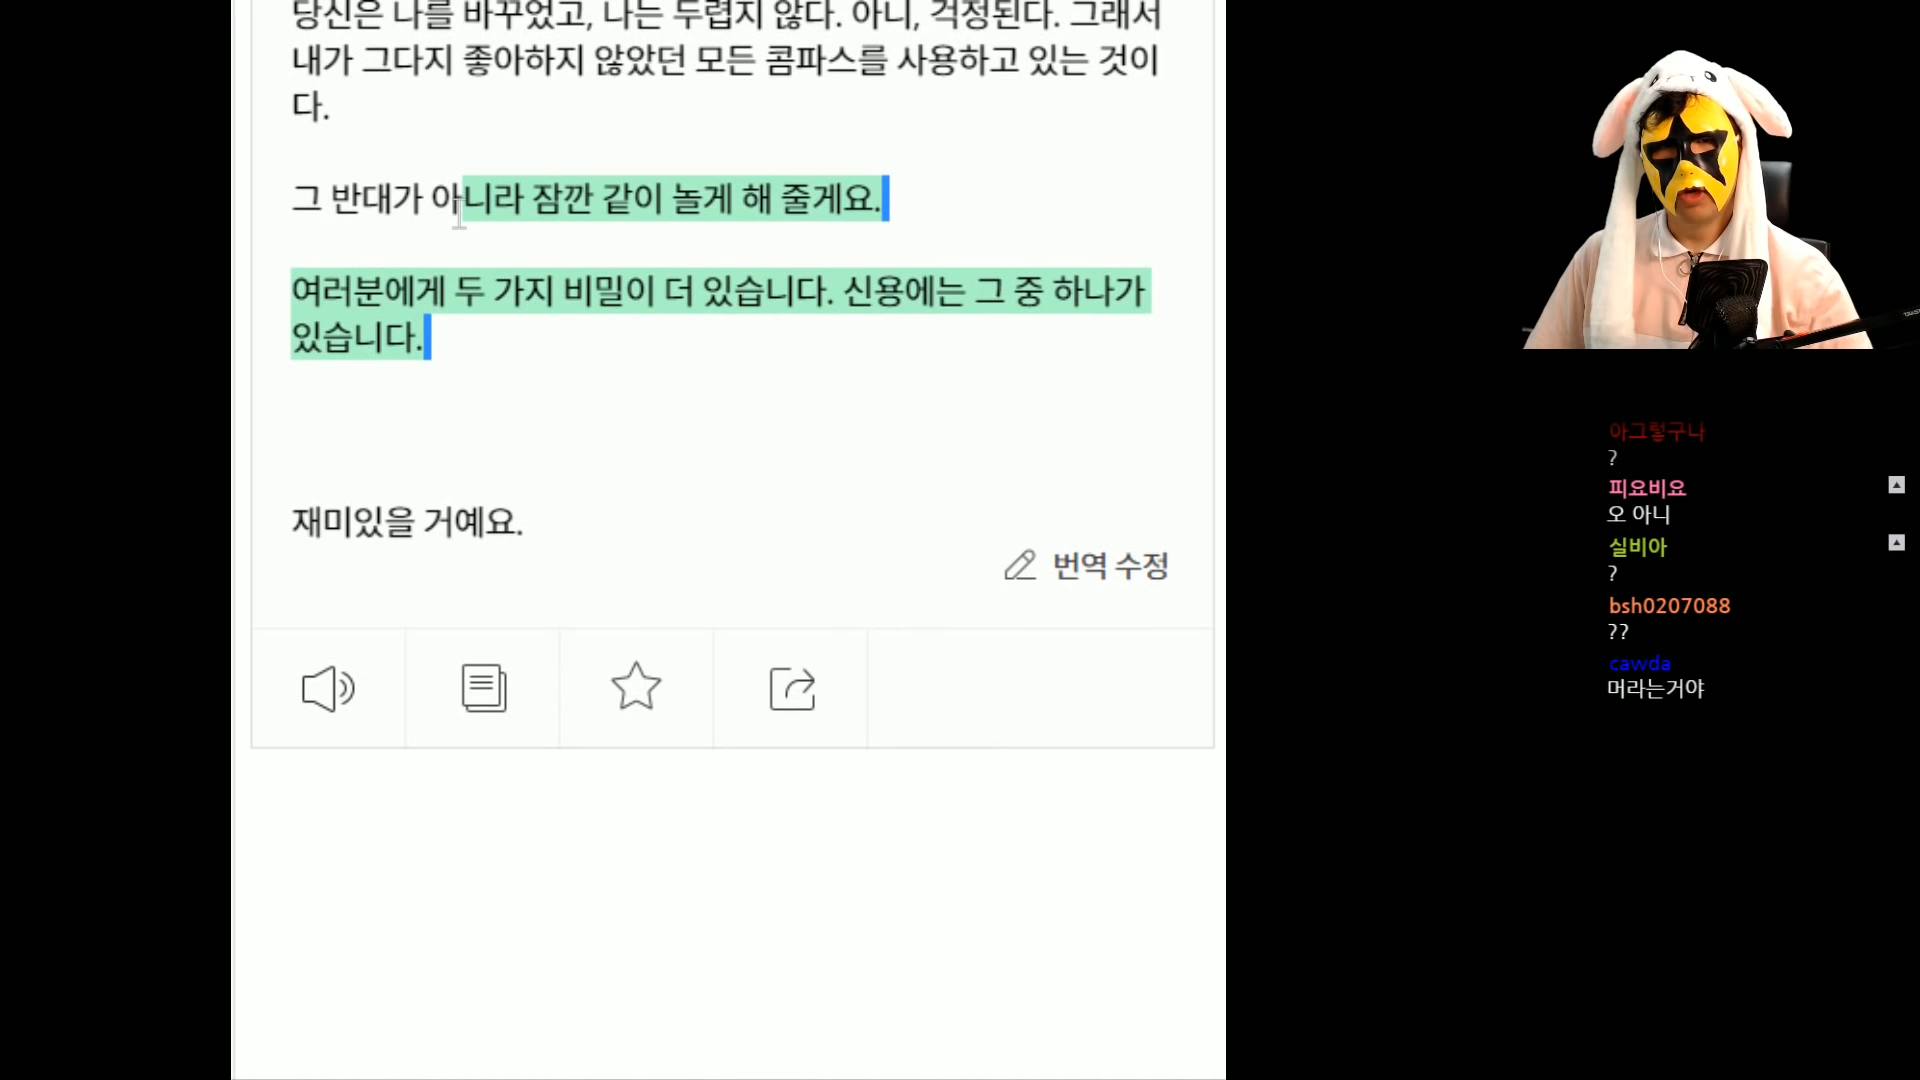 당신은 나를 바꾸었고, 나는 두렵지 않다. 아니, 걱정된다. 그래서
내가 그다지 좋아하지 않았던 모든 콤파스를 사용하고 있는 것이
다.
그 반대가 아니라 잠깐 같이 놀게 해 줄게요.
여러분에게 두 가지 비밀이 더 있습니다. 신용에는 그 중 하나가
있습니다.
재미있을 거예요.
번역 수정
아그렇구나
?
피요비요
오 아니
실비아
?
bsh0207088
??
cawda
머라는거야